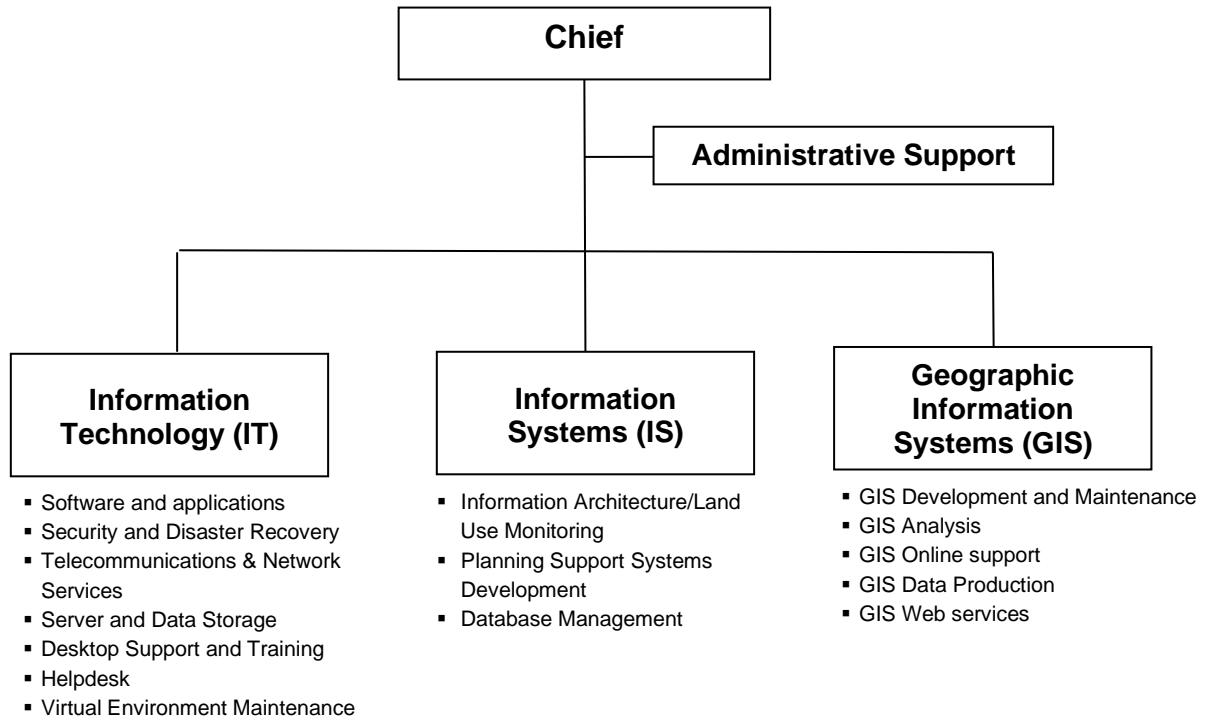 Chief
Administrative Support
Information
Technology (IT)
▪ Software and applications
▪ Security and Disaster Recovery
▪ Telecommunications & Network
Services
▪ Server and Data Storage
▪ Desktop Support and Training
▪ Helpdesk
▪ Virtual Environment Maintenance
Information
Systems (IS)
▪ Information Architecture/Land
Use Monitoring
▪ Planning Support Systems
Development
▪ Database Management
Geographic
Information
Systems (GIS)
▪ GIS Development and Maintenance
▪ GIS Analysis
▪ GIS Online support
▪ GIS Data Production
▪ GIS Web services